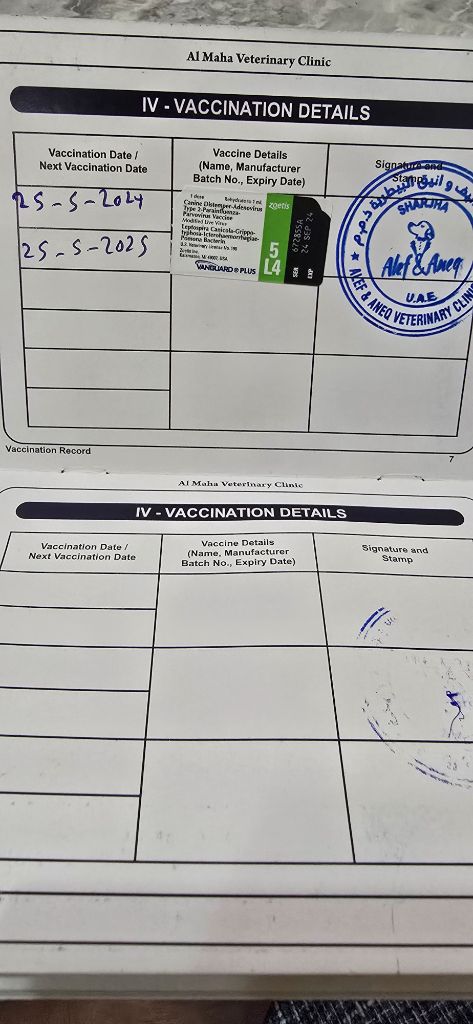 Al Maha Veterinary Clinic
IV - VACCINATION DETAILS
Vaccination Date /
Next Vaccination Date
Vaccine Details
(Name, Manufacturer
Batch No., Expiry Date)
Signature and
Stamp
25-5-2024
25-5-2025
1 dose Rehydrate to 1 mL
Canine Distemper-Adenovirus
Type 2-Parainfluenza-
Parvovirus Vaccine
Modified Live Virus
Leptospira Canicola-Grippo-
typhosa-Icterohaemorrhagiae-
Pomona Bacterin
U.S. Veterinary License No. 190
Zoetis Inc.
Kalamazoo, MI 49007, USA
VANGUARD® PLUS
zoetis
5
L4
SER 672855A
EXP 24 SEP 24
SHARJHA
Alef & Aneq
U.A.E
ALEF & ANEQ VETERINARY CLINIC
Vaccination Record
7
Al Maha Veterinary Clinic
IV - VACCINATION DETAILS
Vaccination Date /
Next Vaccination Date
Vaccine Details
(Name, Manufacturer
Batch No., Expiry Date)
Signature and
Stamp